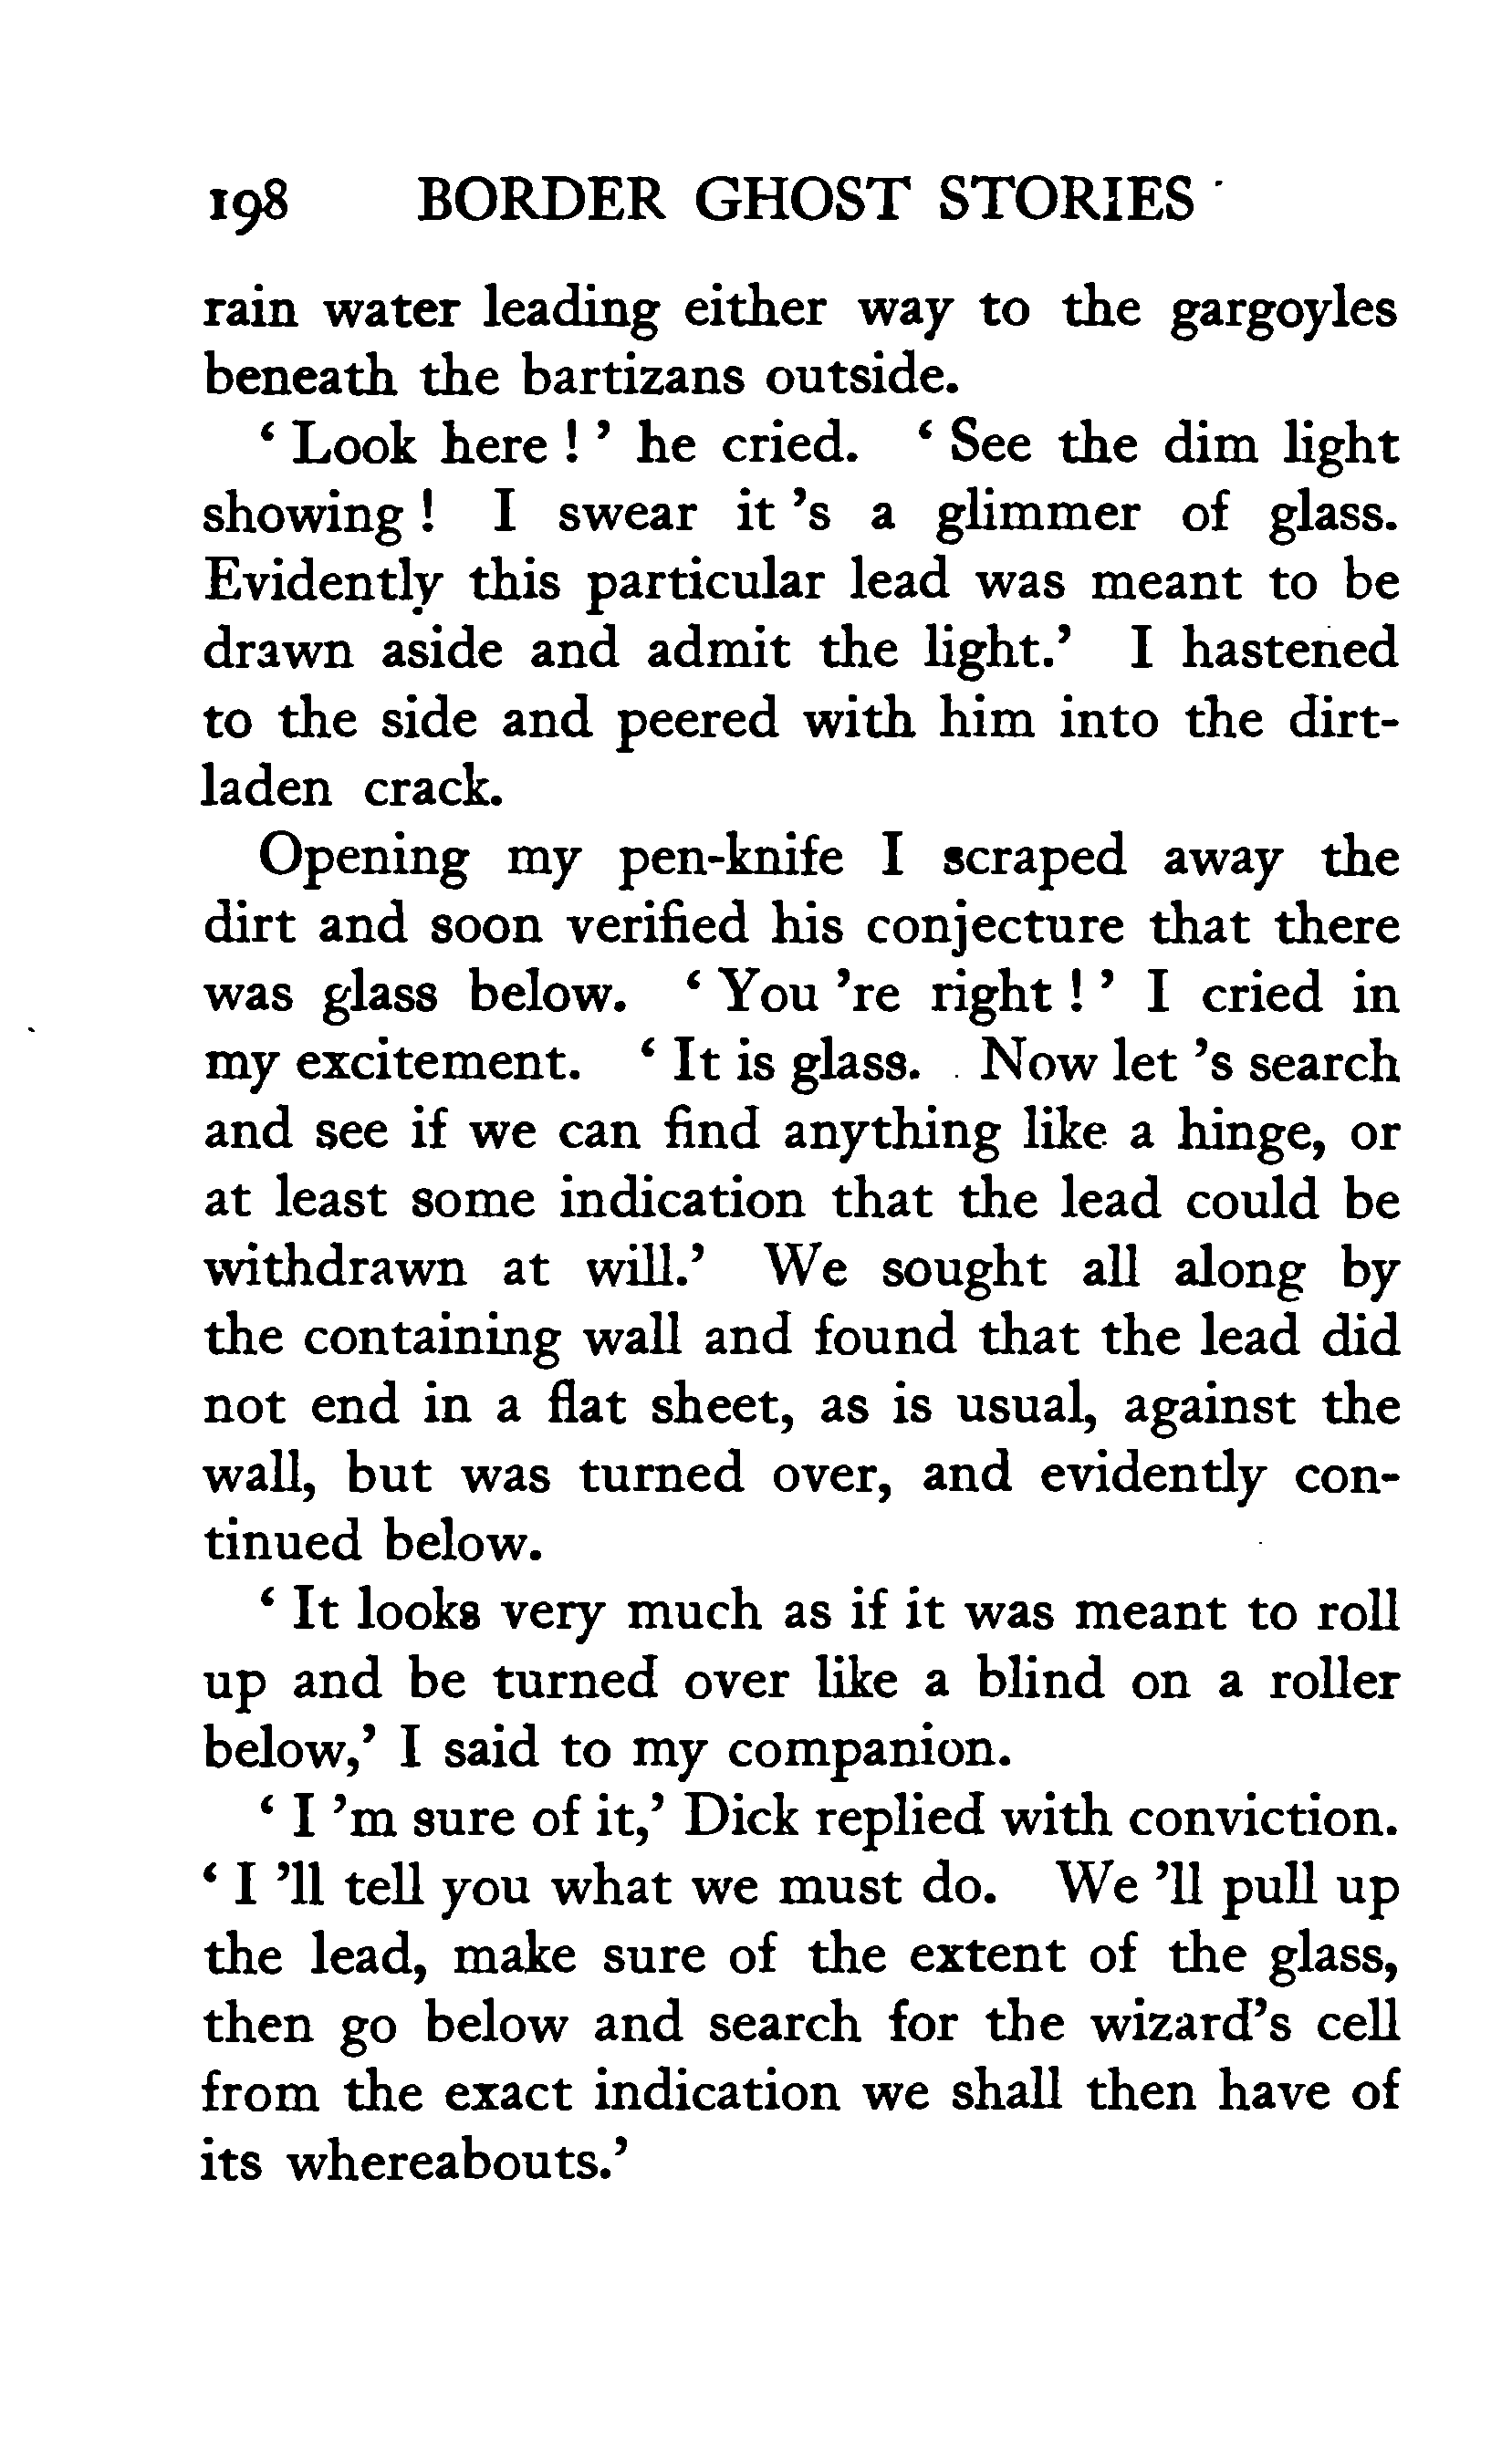 198 BORDER GHOST STORIES
rain water leading either way to the gargoyles
beneath the bartizans outside.
‘ Look here ! ’ he cried. ‘ See the dim light
showing ! I swear it ’s a glimmer of glass.
Evidently this particular lead was meant to be
drawn aside and admit the light.’ I hastened
to the side and peered with him into the dirt-
laden crack.
Opening my pen-knife I scraped away the
dirt and soon verified his conjecture that there
was glass below. ‘ You ’re right ! ’ I cried in
my excitement. ‘ It is glass. Now let ’s search
and see if we can find anything like a hinge, or
at least some indication that the lead could be
withdrawn at will.’ We sought all along by
the containing wall and found that the lead did
not end in a flat sheet, as is usual, against the
wall, but was turned over, and evidently con-
tinued below.
‘ It looks very much as if it was meant to roll
up and be turned over like a blind on a roller
below,’ I said to my companion.
‘ I ’m sure of it,’ Dick replied with conviction.
‘ I ’ll tell you what we must do. We ’ll pull up
the lead, make sure of the extent of the glass,
then go below and search for the wizard’s cell
from the exact indication we shall then have of
its whereabouts.’